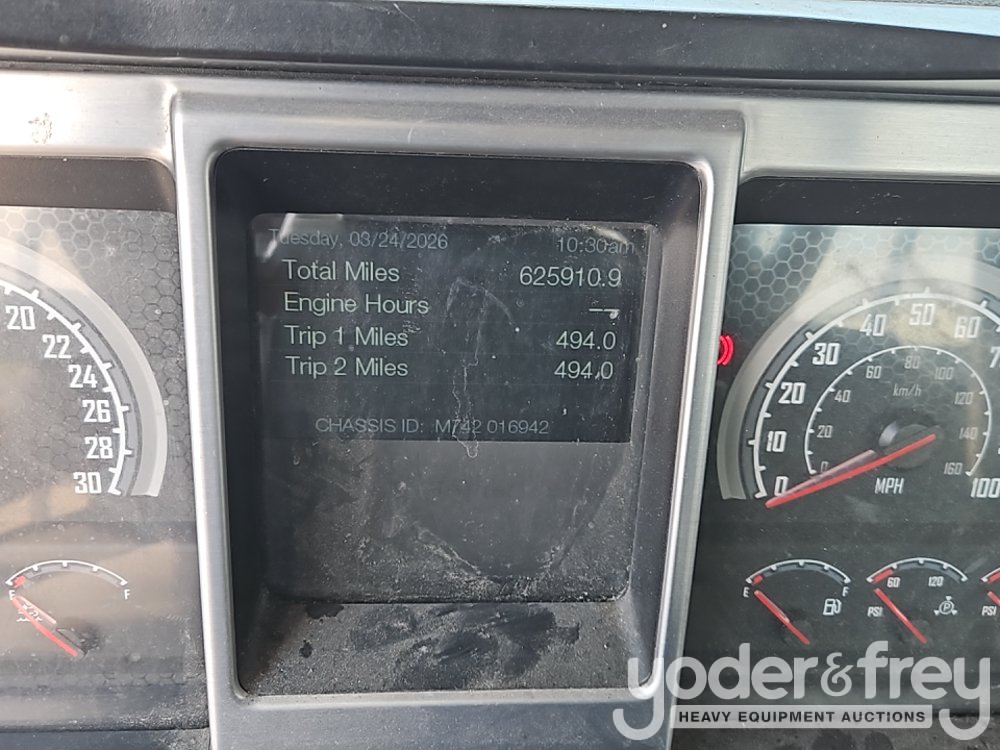 Tuesday, 03/24/2026 10:30am
Total Miles 625910.9
Engine Hours --
Trip 1 Miles 494.0
Trip 2 Miles 494.0
CHASSIS ID: M742 016942
20
22
24
26
28
30
E F
0 10 20 30 40 50 60 7
100
0 20 40 60 80 100 120 140 160
km/h
MPH
E F
60 120
PSI
P
PSI
yoder&frey
HEAVY EQUIPMENT AUCTIONS